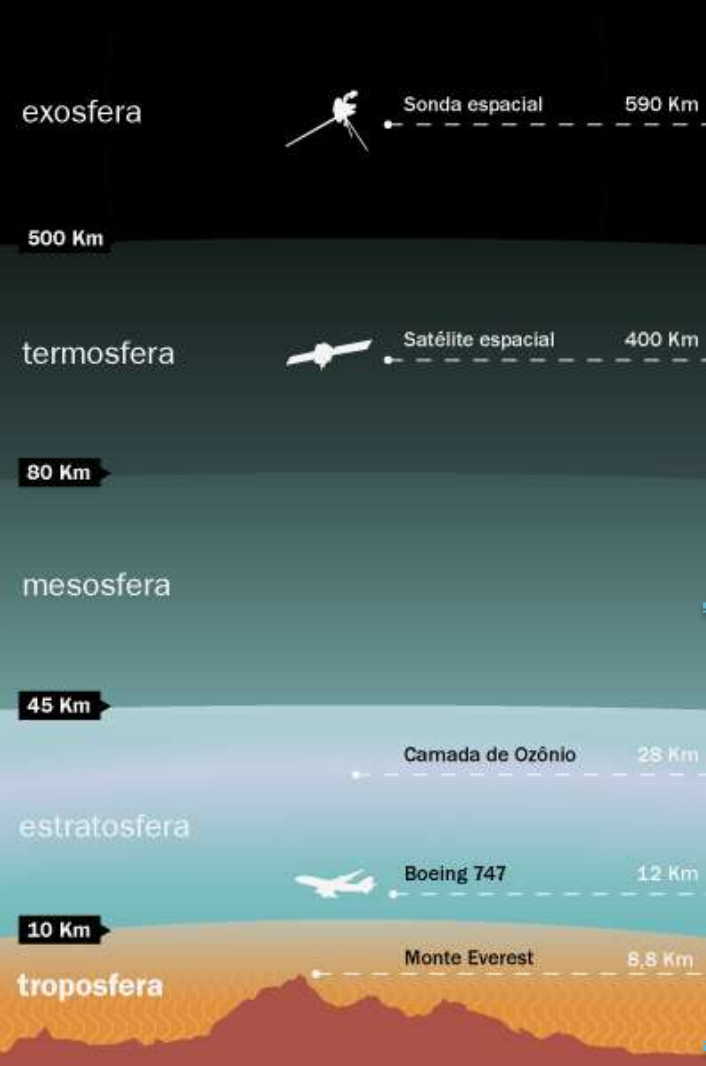 exosfera
Sonda espacial 590 Km
500 Km
termosfera
Satélite espacial 400 Km
80 Km
mesosfera
45 Km
Camada de Ozônio 28 Km
estratosfera
Boeing 747 12 Km
10 Km
Monte Everest 8,8 Km
troposfera